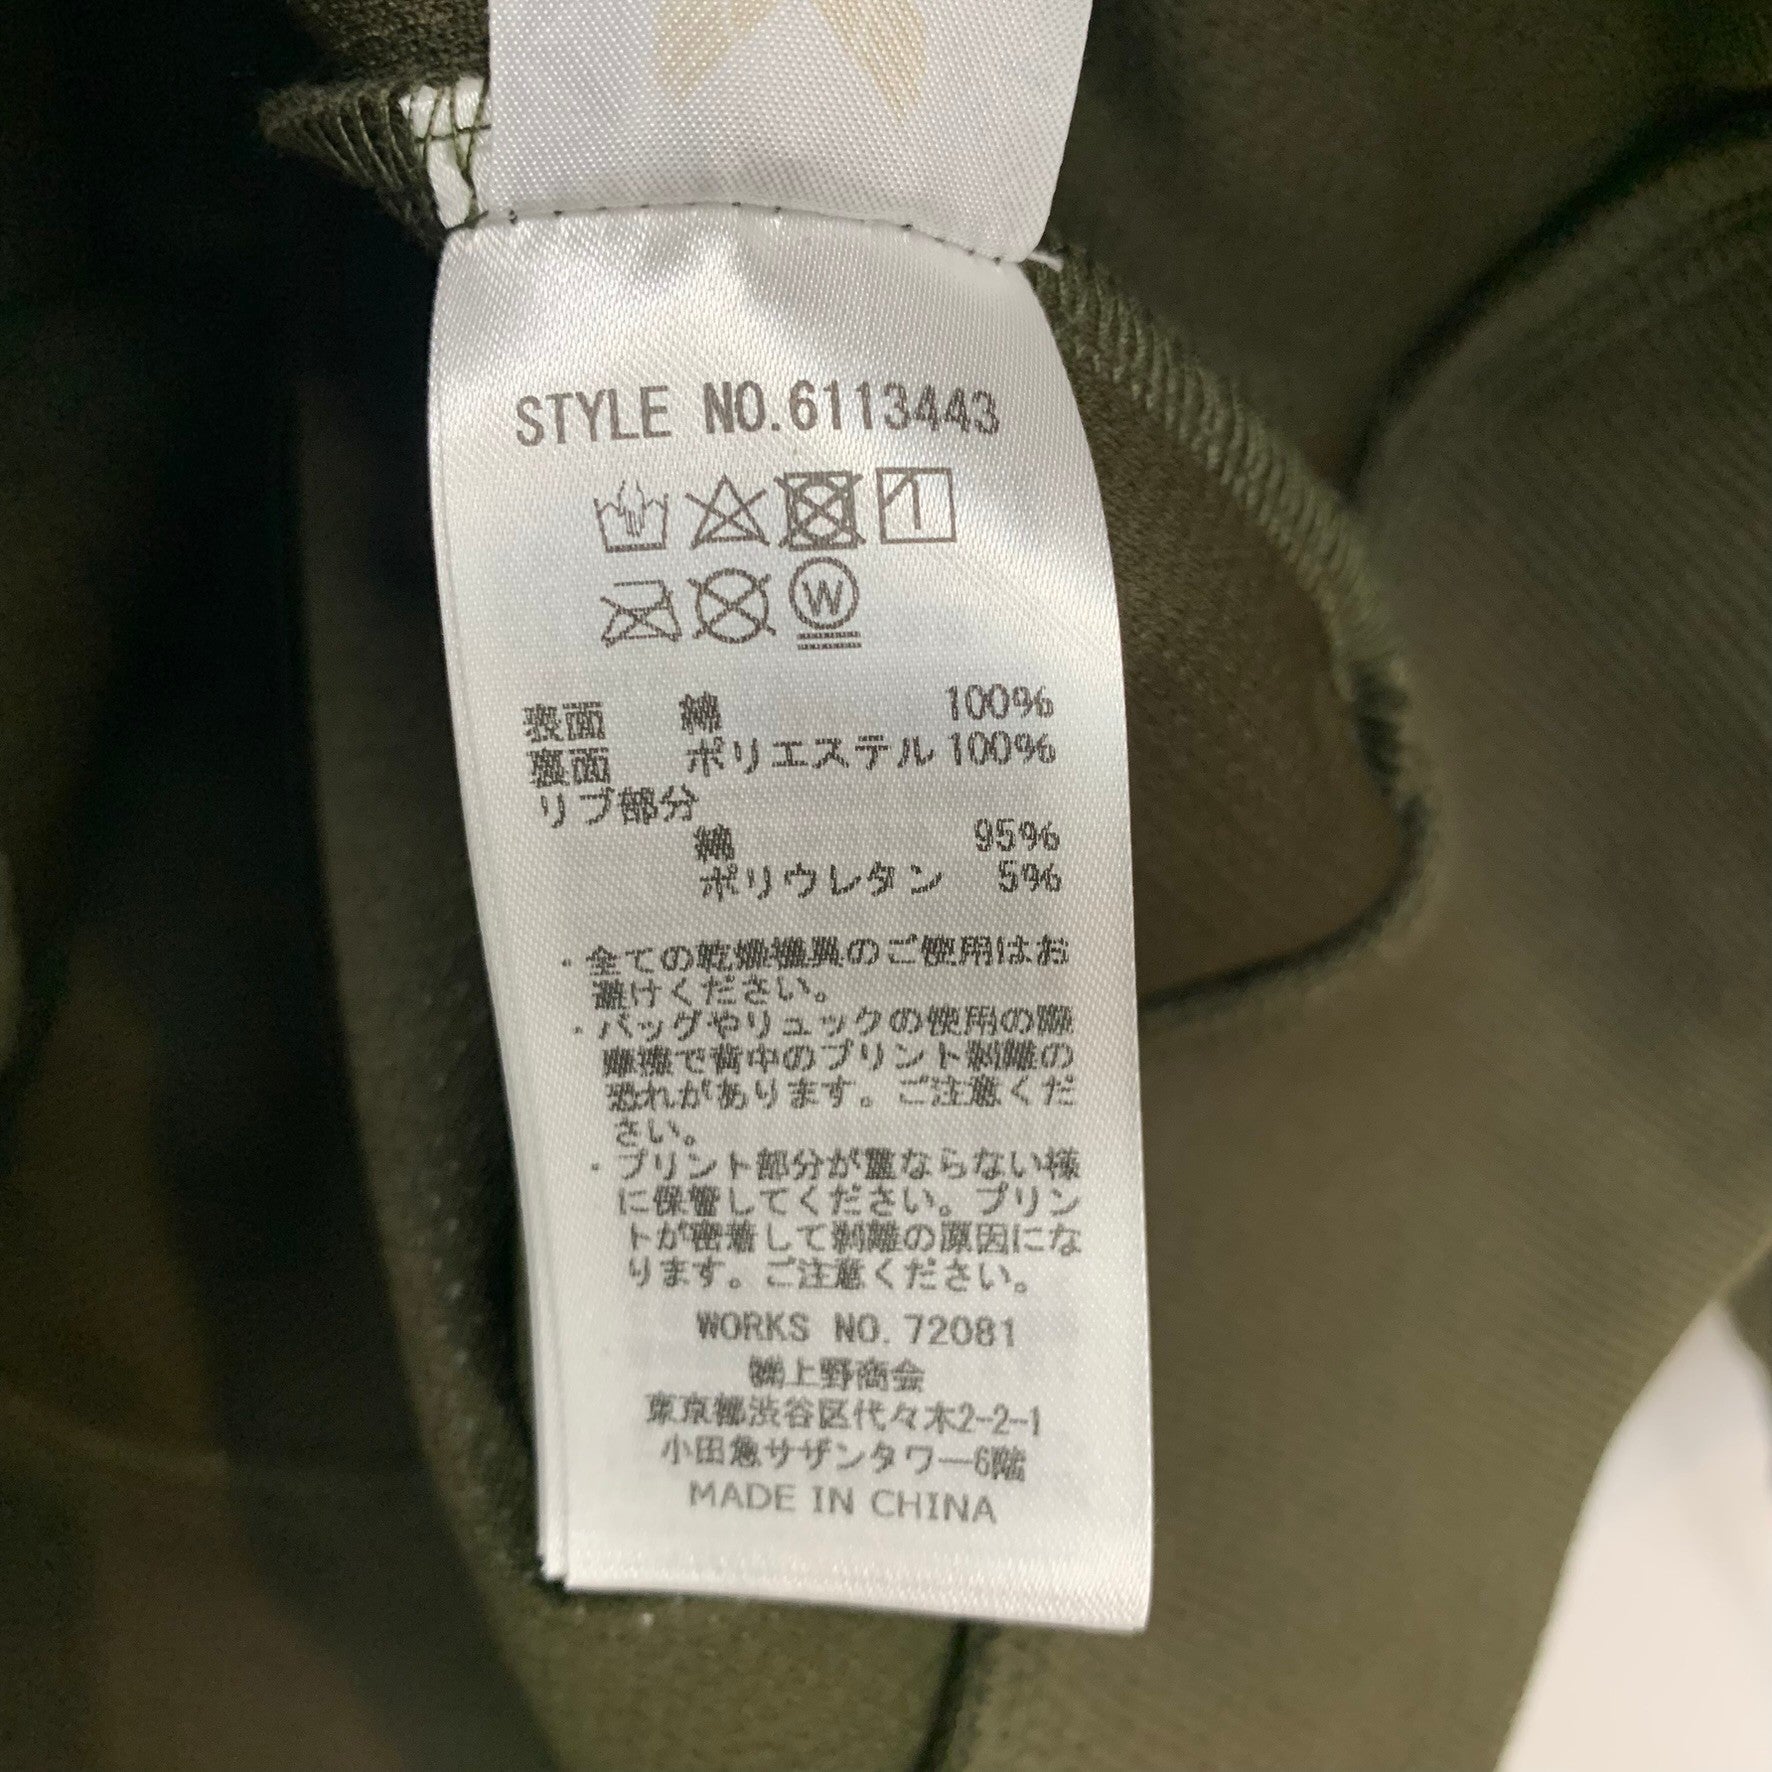 STYLE NO.6113443
W
表面 綿 100%
裏面 ポリエステル 100%
リブ部分
綿 95%
ポリウレタン 5%
・全ての乾燥機異のご使用はお
避けください。
・バッグやリュックの使用の際
摩擦で背中のプリント剥離の
恐れがあります。ご注意くだ
さい。
・プリント部分が重ならない様
に保管してください。プリン
トが密着して剥離の原因にな
ります。ご注意ください。
WORKS NO.72081
㈱上野商会
東京都渋谷区代々木2-2-1
小田急サザンタワー6階
MADE IN CHINA